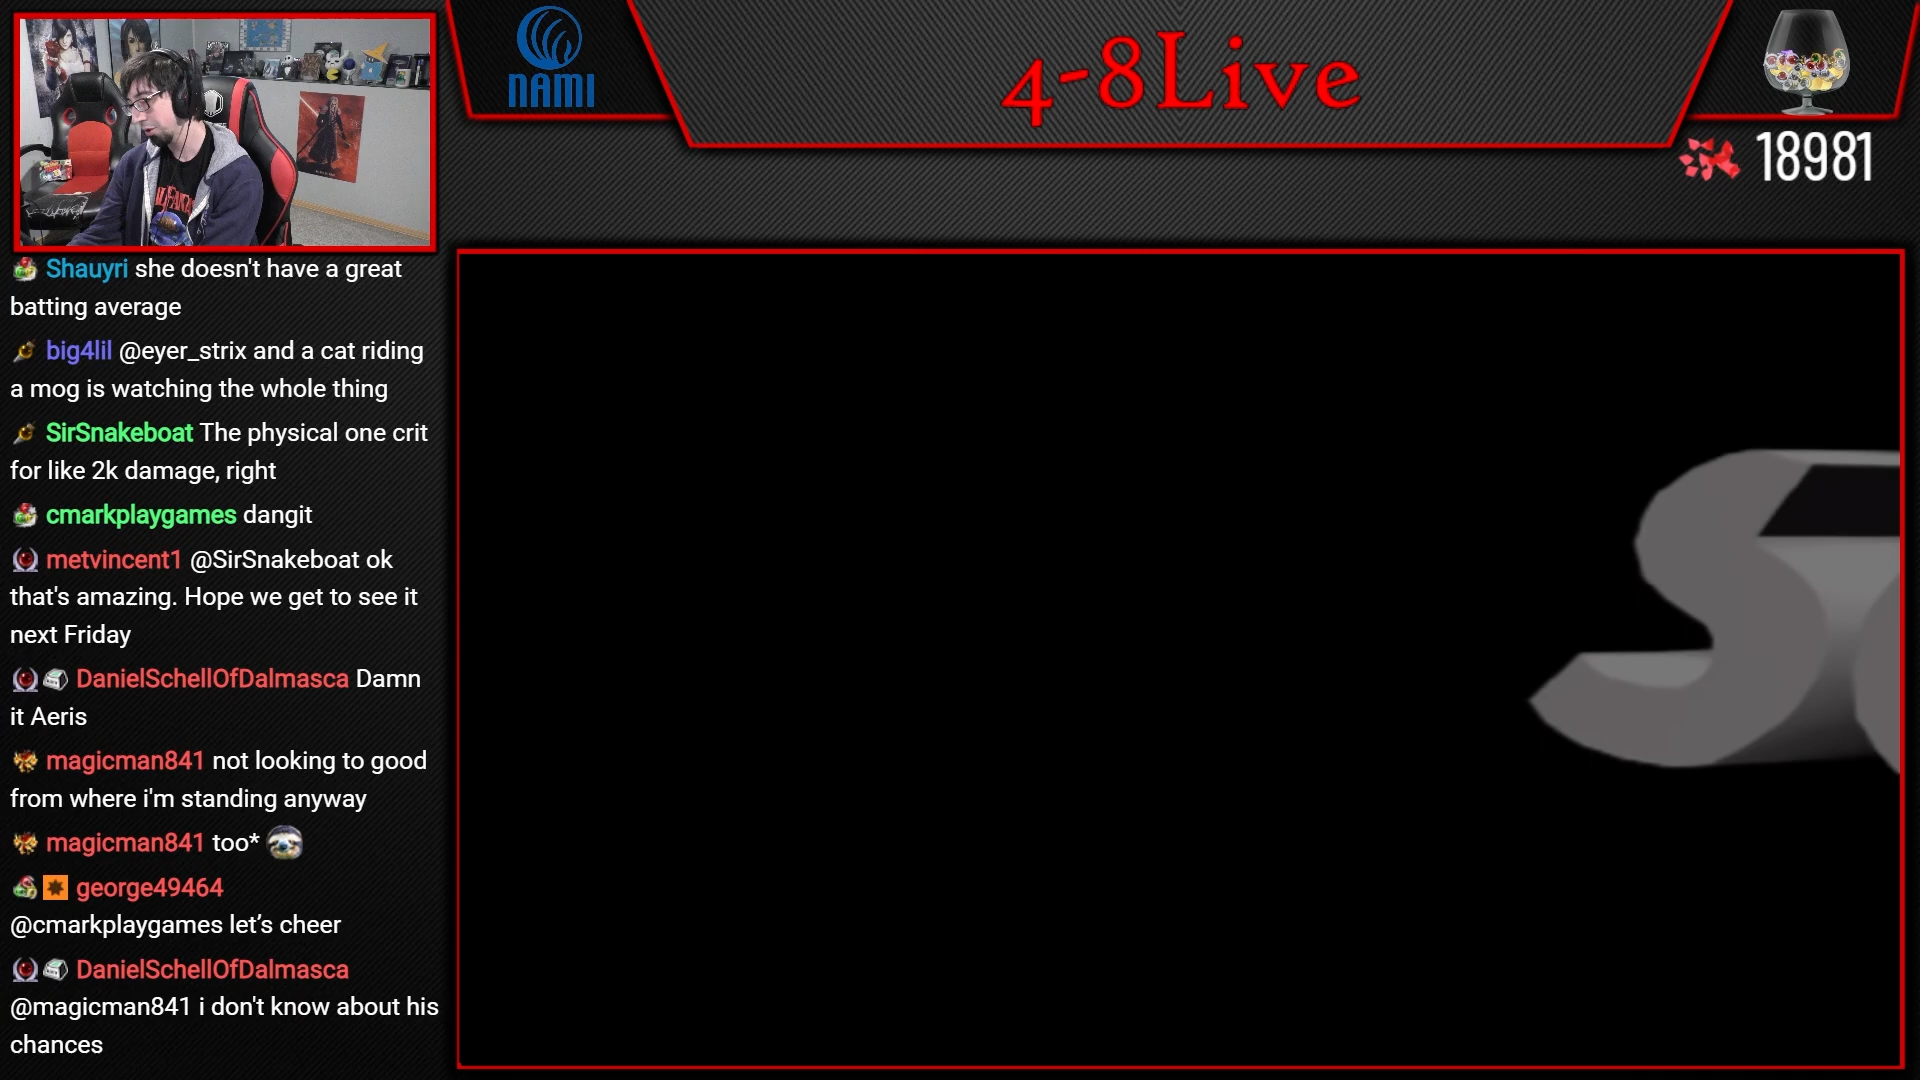 NAMI
4-8Live
18981
Shauyri she doesn't have a great
batting average
big4lil @eyer_strix and a cat riding
a mog is watching the whole thing
SirSnakeboat The physical one crit
for like 2k damage, right
cmarkplaygames dangit
metvincent1 @SirSnakeboat ok
that's amazing. Hope we get to see it
next Friday
DanielSchellOfDalmasca Damn
it Aeris
magicman841 not looking to good
from where i'm standing anyway
magicman841 too*
george49464
@cmarkplaygames let’s cheer
DanielSchellOfDalmasca
@magicman841 i don't know about his
chances